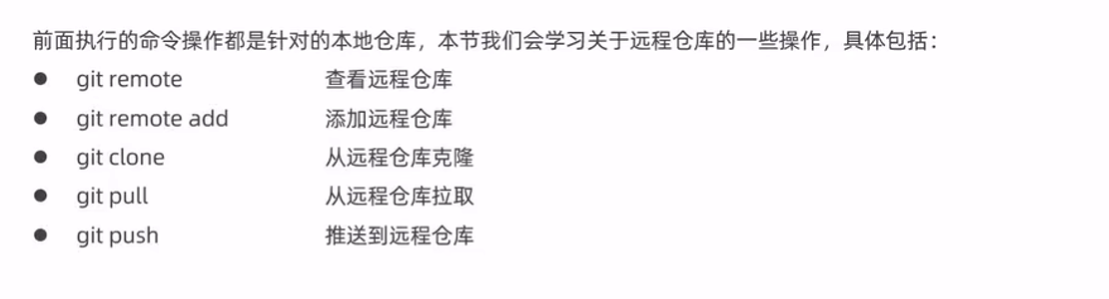 前面执行的命令操作都是针对的本地仓库，本节我们会学习关于远程仓库的一些操作，具体包括：
● git remote 查看远程仓库
● git remote add 添加远程仓库
● git clone 从远程仓库克隆
● git pull 从远程仓库拉取
● git push 推送到远程仓库